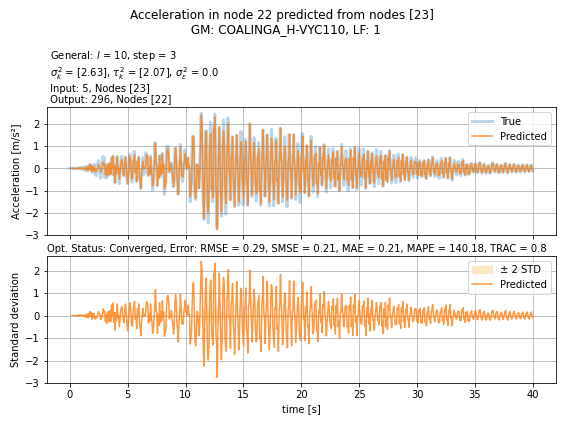 Acceleration in node 22 predicted from nodes [23]
GM: COALINGA_H-VYC110, LF: 1
General: l = 10, step = 3
σ²ₖ = [2.63], τ²ₖ = [2.07], σ²ε = 0.0
Input: 5, Nodes [23]
Output: 296, Nodes [22]
Acceleration [m/s²]
2
1
0
−1
−2
−3
True
Predicted
Opt. Status: Converged, Error: RMSE = 0.29, SMSE = 0.21, MAE = 0.21, MAPE = 140.18, TRAC = 0.8
Standard deviation
2
1
0
−1
−2
−3
± 2 STD
Predicted
0 5 10 15 20 25 30 35 40
time [s]